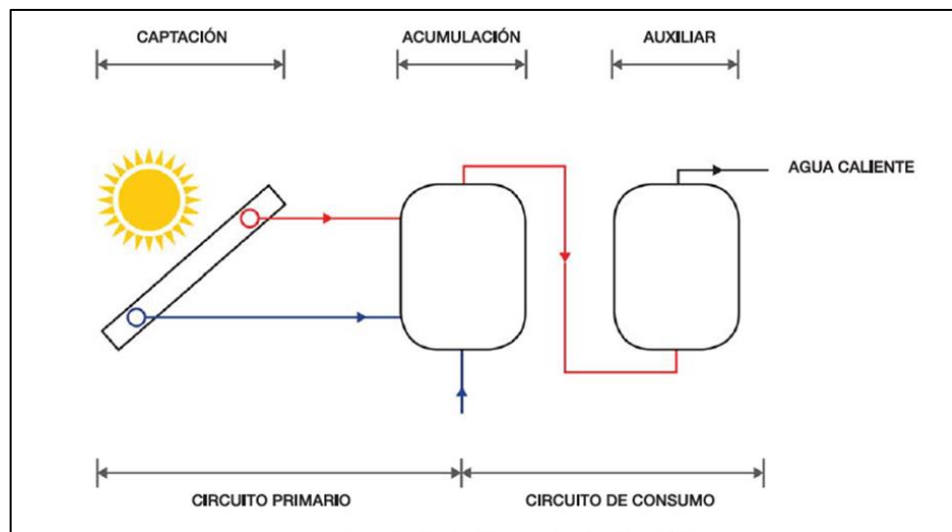 CAPTACIÓN
ACUMULACIÓN
AUXILIAR
AGUA CALIENTE
CIRCUITO PRIMARIO
CIRCUITO DE CONSUMO